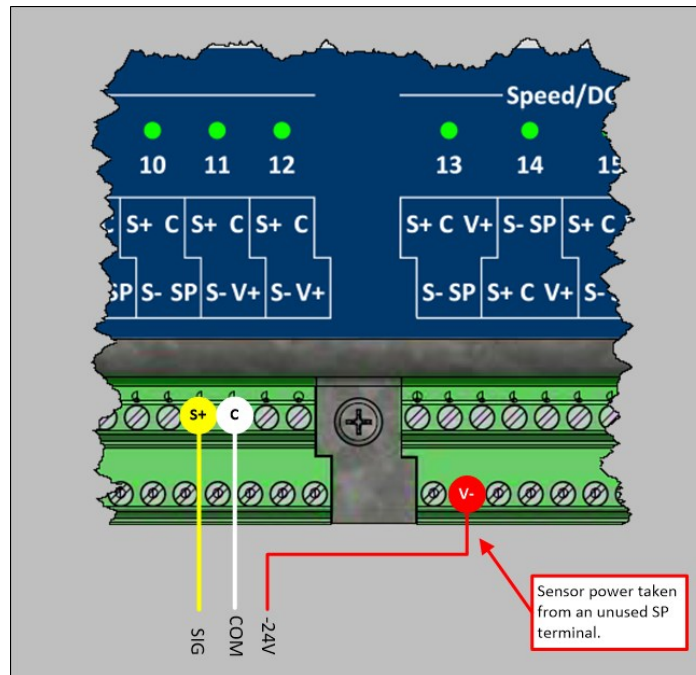 Speed/DC
10 11 12 13 14 15
C S+ C S+ C S+ C S+ C V+ S- SP S+ C
SP S- SP S- V+ S- V+ S- SP S+ C V+ S-
S+ C
V-
SIG
COM
-24V
Sensor power taken
from an unused SP
terminal.